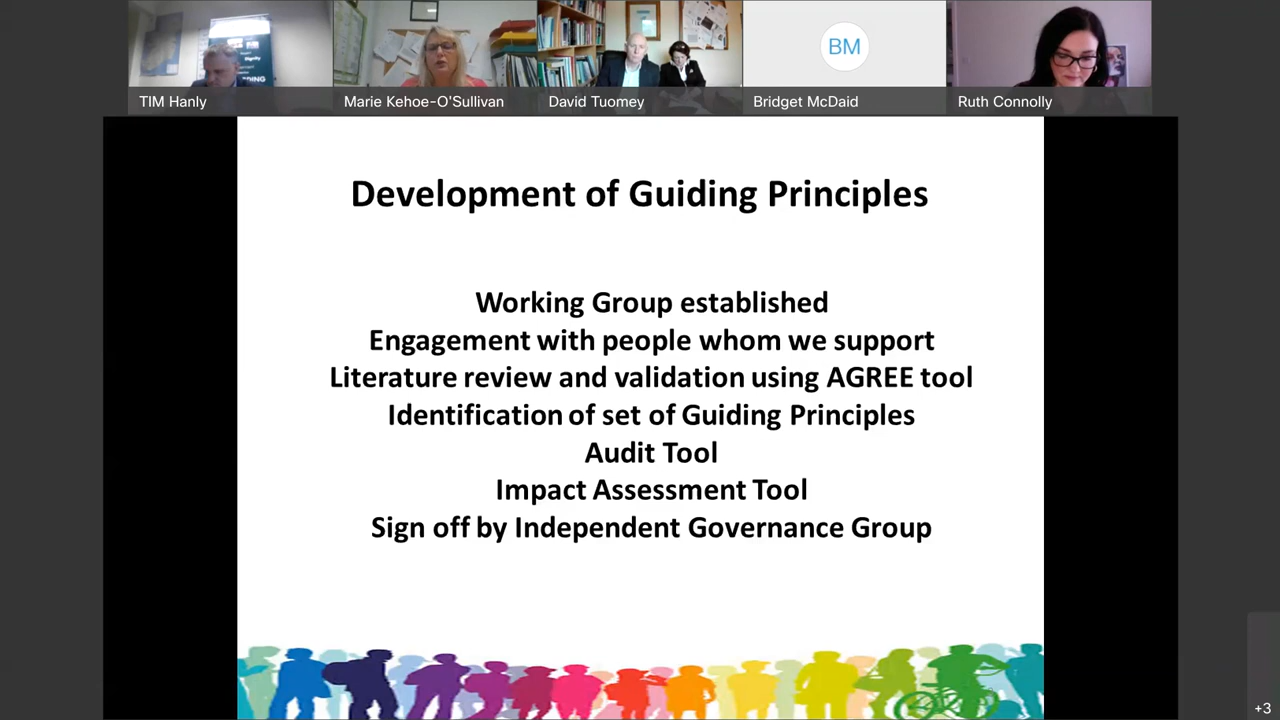 TIM Hanly
Marie Kehoe-O'Sullivan
David Tuomey
BM
Bridget McDaid
Ruth Connolly
Development of Guiding Principles
Working Group established
Engagement with people whom we support
Literature review and validation using AGREE tool
Identification of set of Guiding Principles
Audit Tool
Impact Assessment Tool
Sign off by Independent Governance Group
+3